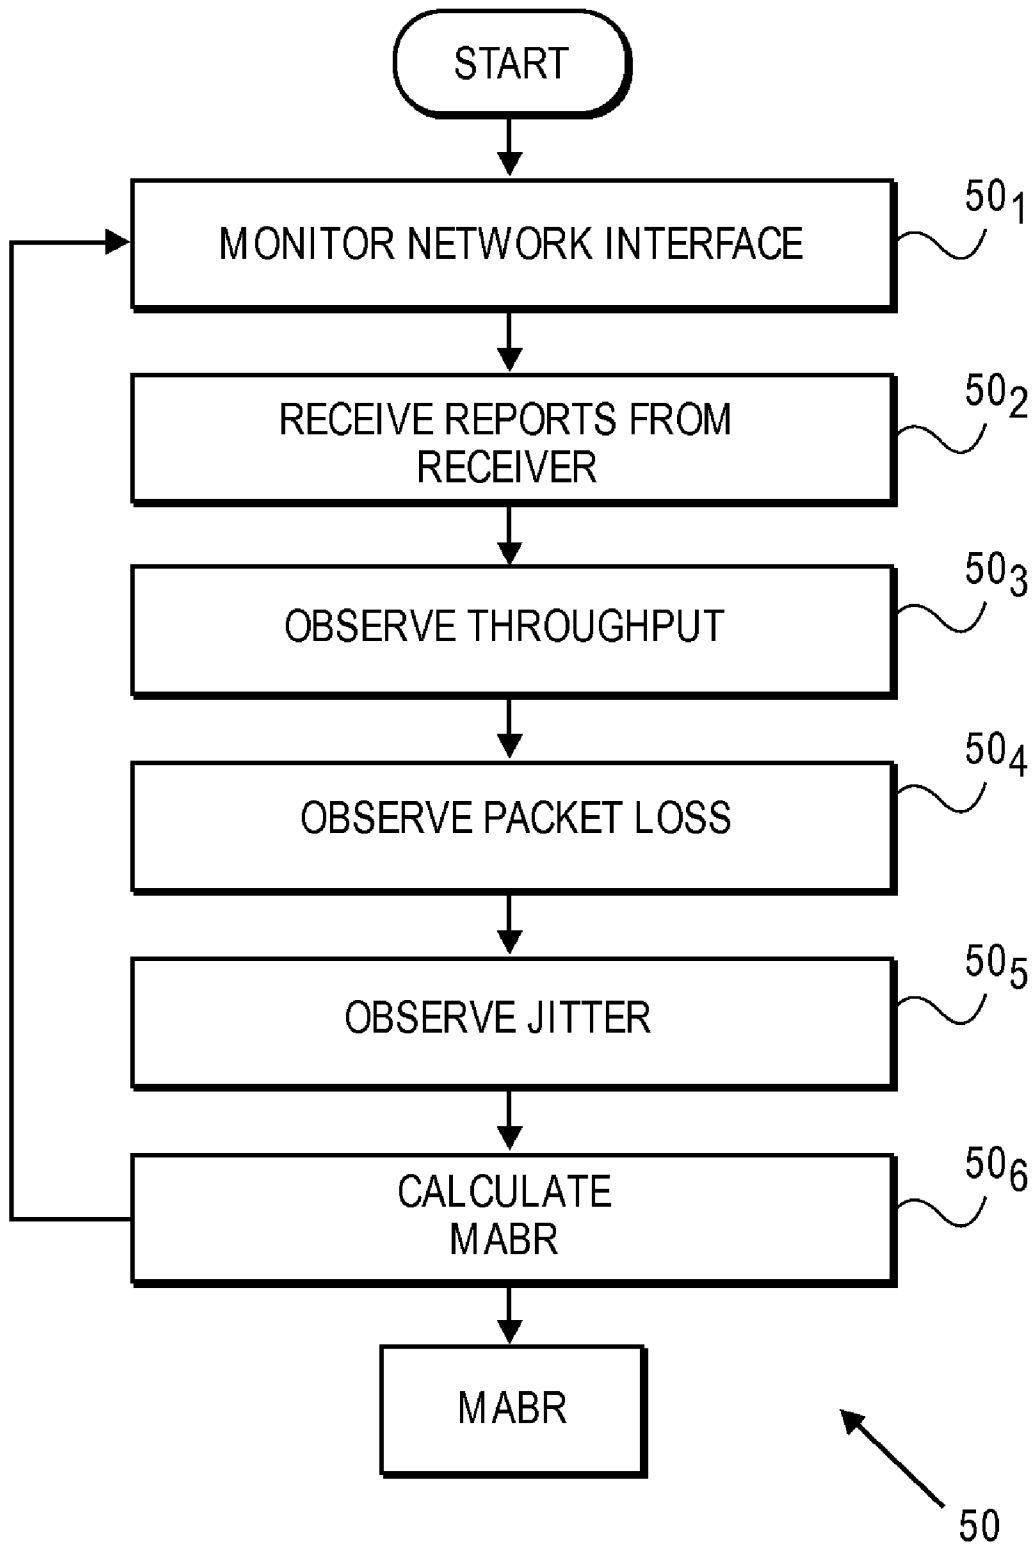 START
MONITOR NETWORK INTERFACE
50₁
RECEIVE REPORTS FROM
RECEIVER
50₂
OBSERVE THROUGHPUT
50₃
OBSERVE PACKET LOSS
50₄
OBSERVE JITTER
50₅
CALCULATE
MABR
50₆
MABR
50